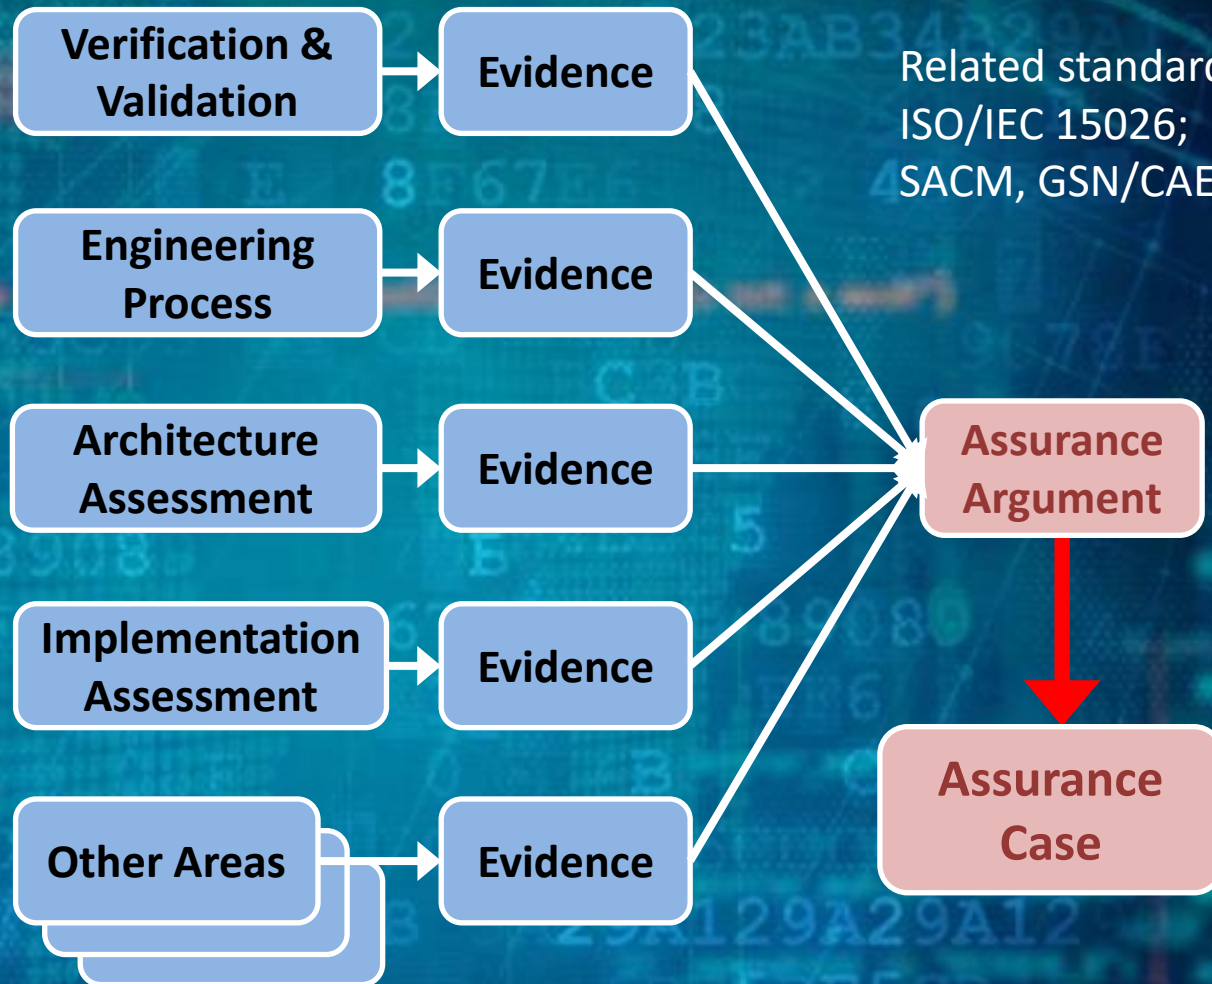 Verification &
Validation
Evidence
Related standard
ISO/IEC 15026;
SACM, GSN/CAE
Engineering
Process
Evidence
Architecture
Assessment
Evidence
Assurance
Argument
Implementation
Assessment
Evidence
Other Areas
Evidence
Assurance
Case